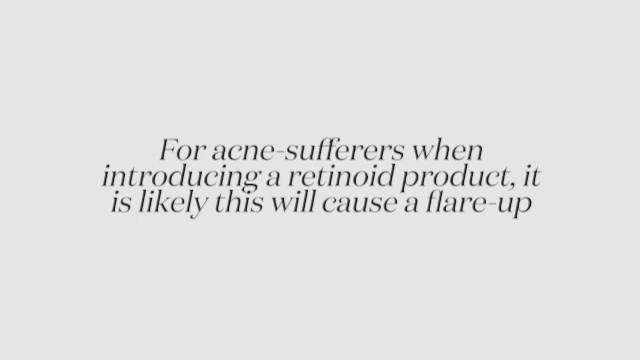 For acne-sufferers when
introducing a retinoid product, it
is likely this will cause a flare-up